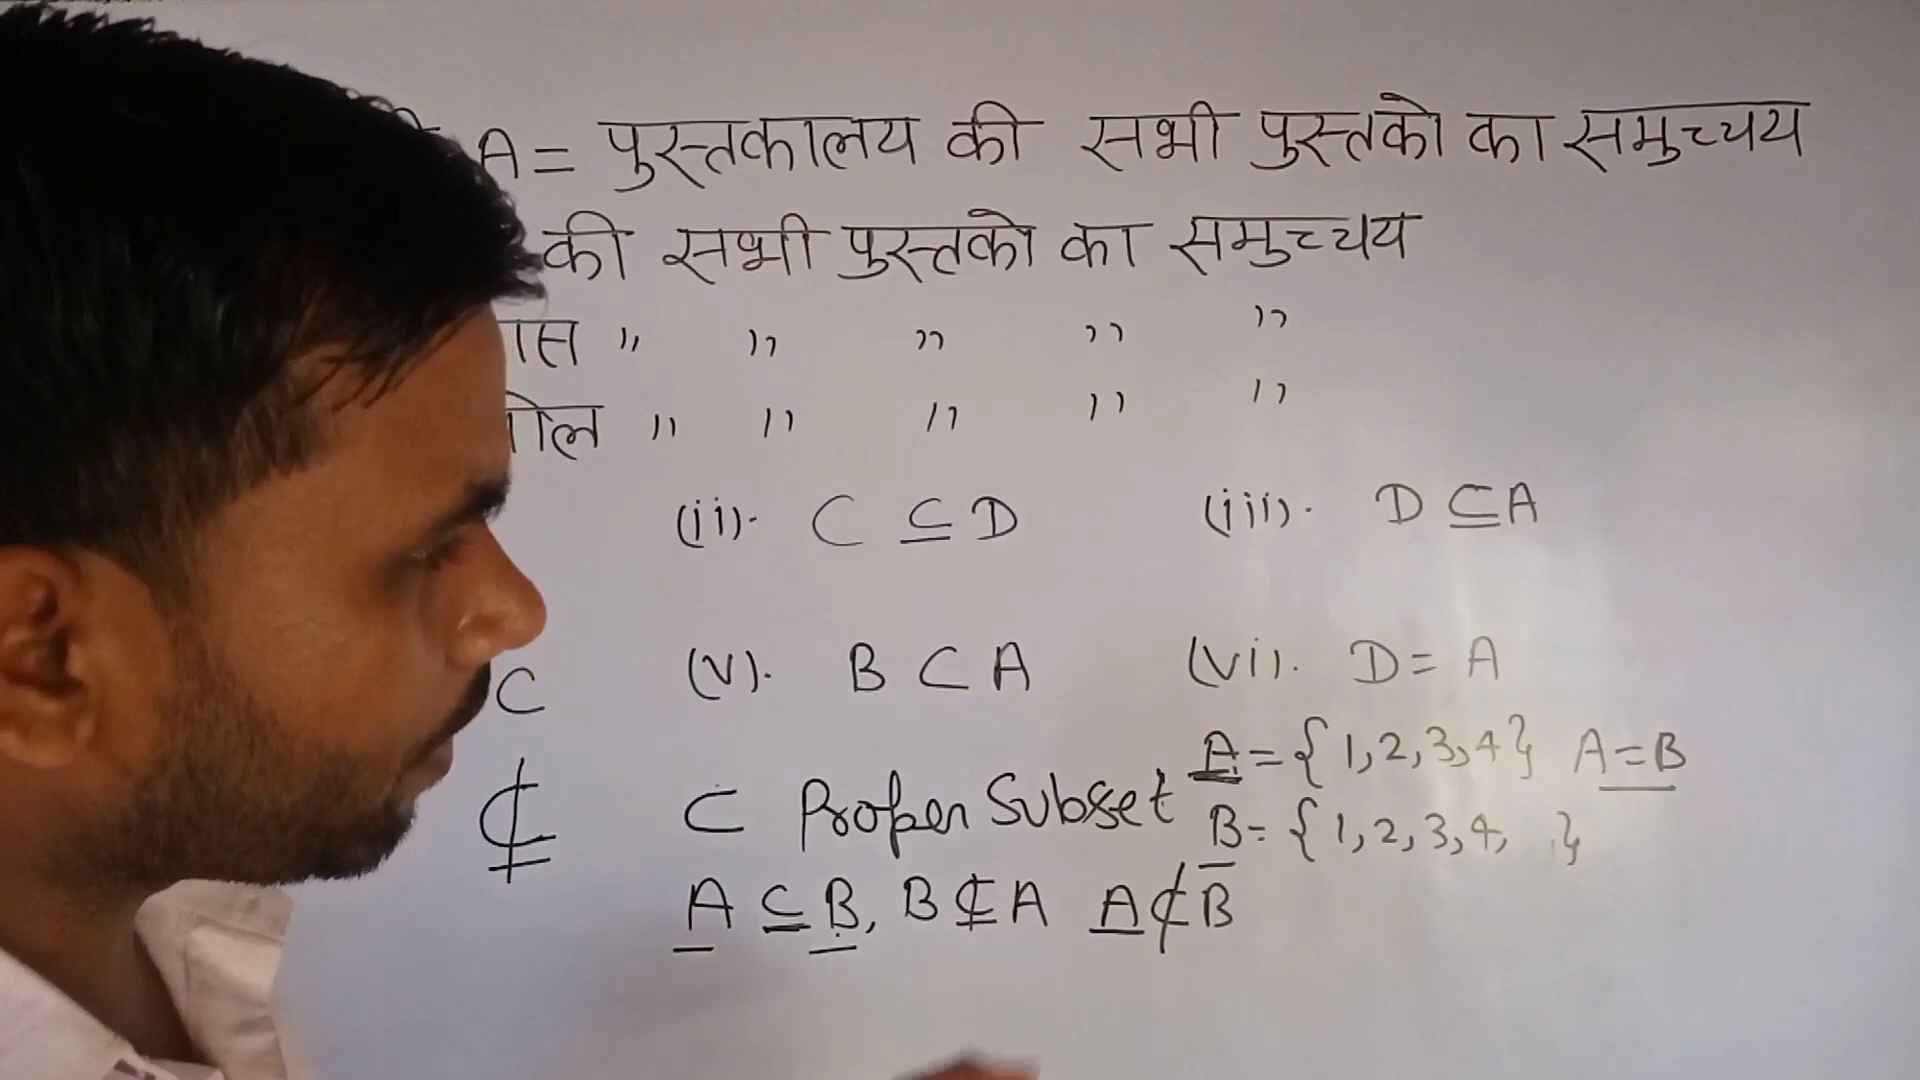 A = पुस्तकालय की सभी पुस्तको का समुच्चय
की सभी पुस्तको का समुच्चय
" " " " "
" " " " "
(ii). C ⊆ D (iii). D ⊆ A
C (v). B ⊂ A (vi). D = A
A = { 1, 2, 3, 4 } A = B
⊈ ⊂ Proper Subset B = { 1, 2, 3, 4, }
A ⊆ B, B ⊈ A A ⊄ B